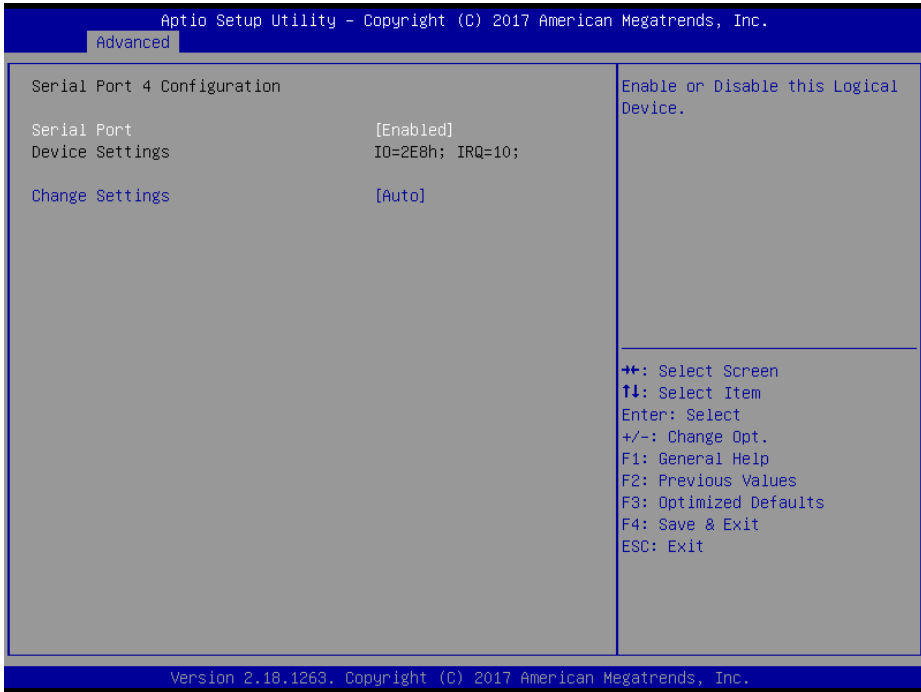 Aptio Setup Utility – Copyright (C) 2017 American Megatrends, Inc.
Advanced
Serial Port 4 Configuration
Serial Port [Enabled]
Device Settings IO=2E8h; IRQ=10;
Change Settings [Auto]
Enable or Disable this Logical
Device.
→←: Select Screen
↑↓: Select Item
Enter: Select
+/-: Change Opt.
F1: General Help
F2: Previous Values
F3: Optimized Defaults
F4: Save & Exit
ESC: Exit
Version 2.18.1263. Copyright (C) 2017 American Megatrends, Inc.